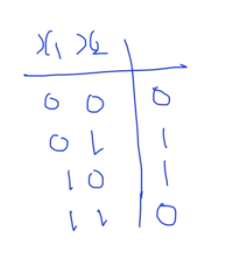 x₁ x₂
0 0 0
0 1 1
1 0 1
1 1 0